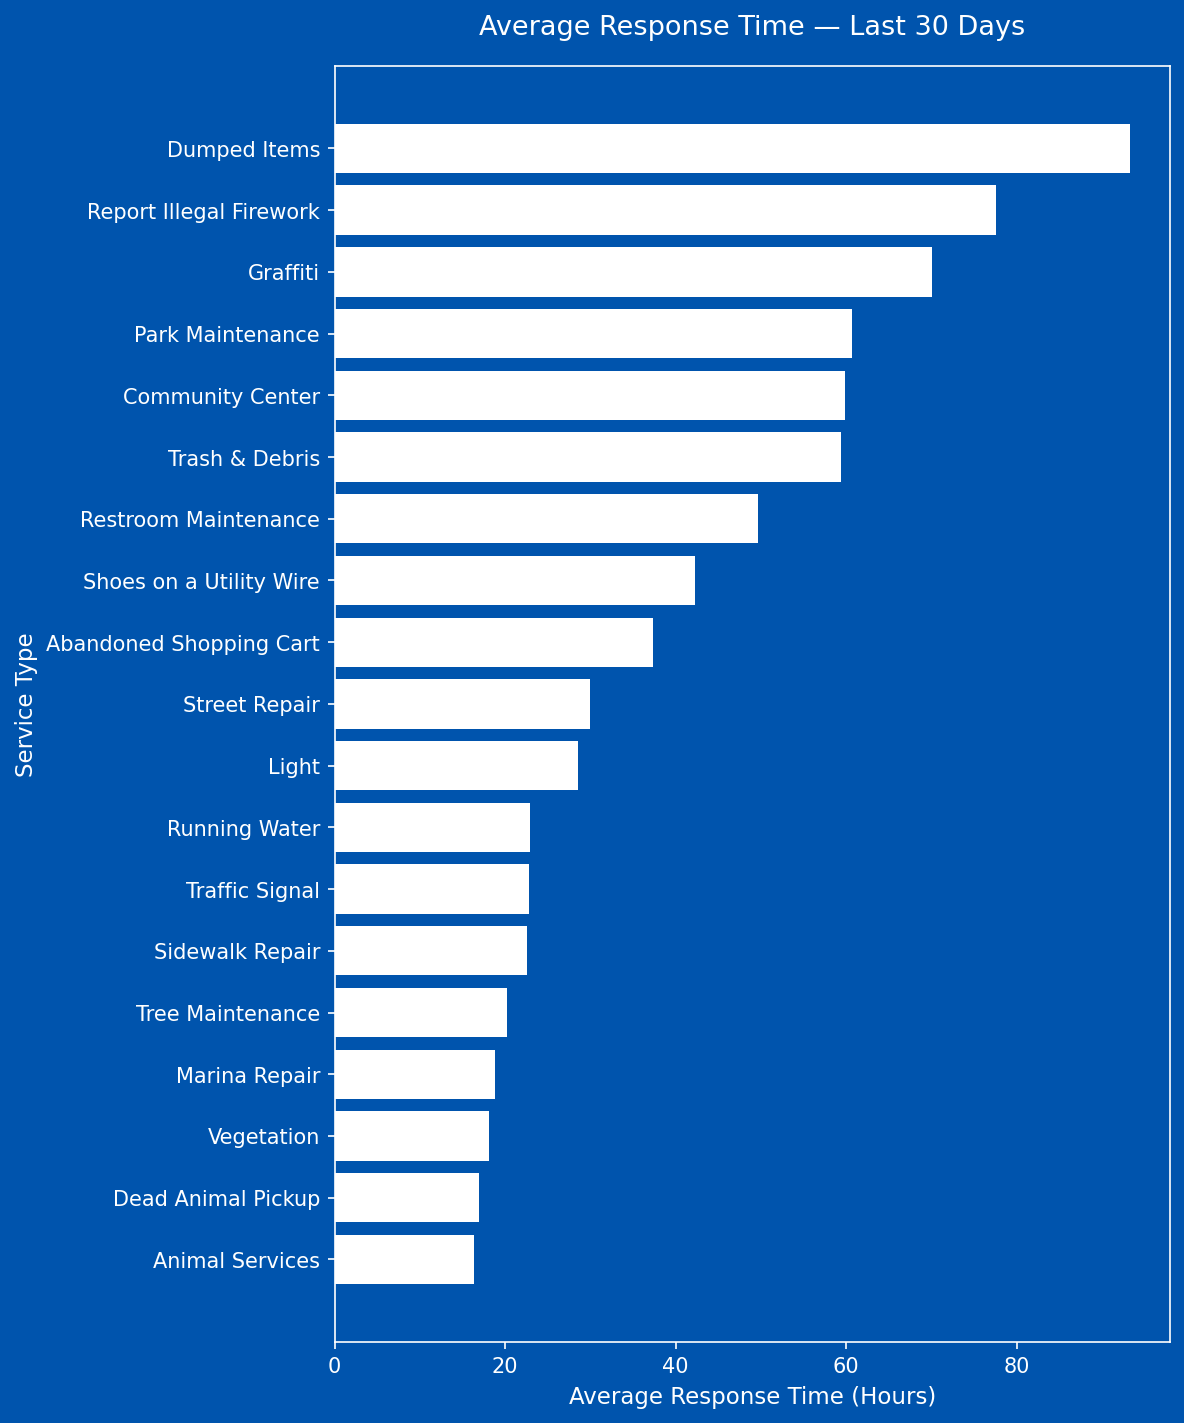 Average Response Time — Last 30 Days
Service Type
Dumped Items
Report Illegal Firework
Graffiti
Park Maintenance
Community Center
Trash & Debris
Restroom Maintenance
Shoes on a Utility Wire
Abandoned Shopping Cart
Street Repair
Light
Running Water
Traffic Signal
Sidewalk Repair
Tree Maintenance
Marina Repair
Vegetation
Dead Animal Pickup
Animal Services
0 20 40 60 80
Average Response Time (Hours)